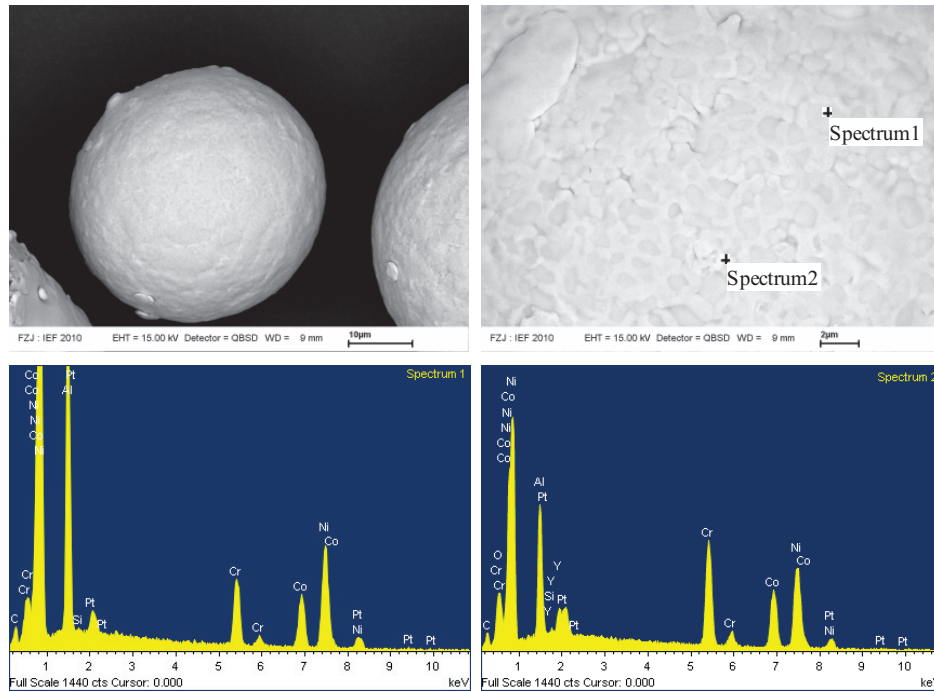 Spectrum1
Spectrum2
FZJ : IEF 2010 EHT = 15.00 kV Detector = QBSD WD = 9 mm 10µm
FZJ : IEF 2010 EHT = 15.00 kV Detector = QBSD WD = 9 mm 2µm
Spectrum 1
Co Pt
Co Al
Ni
Ni
Co
Ni
Cr
Cr
C
Si
Pt
Pt
Cr
Cr
Co
Ni
Co
Pt
Ni
Pt
Pt
1 2 3 4 5 6 7 8 9 10
Full Scale 1440 cts Cursor: 0.000 keV
Spectrum 2
Ni
Co
Ni
Ni
Co
Co
Al
Pt
O
Cr
Cr
C
Y
Y
Si
Y
Pt
Pt
Cr
Cr
Co
Ni
Co
Pt
Ni
Pt
Pt
1 2 3 4 5 6 7 8 9 10
Full Scale 1440 cts Cursor: 0.000 ke